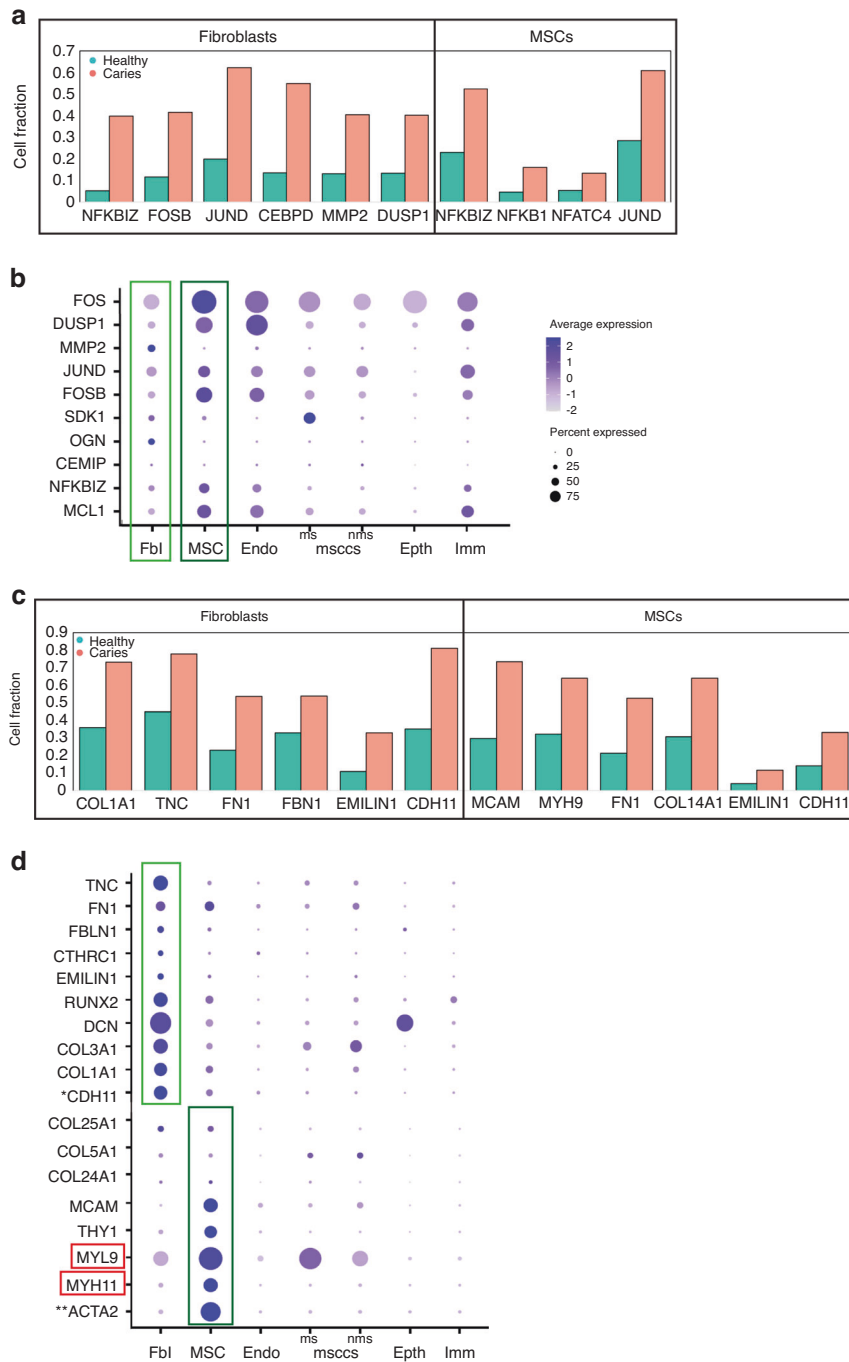 a
Fibroblasts MSCs
Healthy
Caries
Cell fraction
0.7
0.6
0.5
0.4
0.3
0.2
0.1
0
NFKBIZ FOSB JUND CEBPD MMP2 DUSP1 NFKBIZ NFKB1 NFATC4 JUND
b
FOS
DUSP1
MMP2
JUND
FOSB
SDK1
OGN
CEMIP
NFKBIZ
MCL1
Average expression
2
1
0
-1
-2
Percent expressed
0
25
50
75
ms nms
FbI MSC Endo msccs Epth Imm
c
Fibroblasts MSCs
Healthy
Caries
Cell fraction
0.9
0.8
0.7
0.6
0.5
0.4
0.3
0.2
0.1
0
COL1A1 TNC FN1 FBN1 EMILIN1 CDH11 MCAM MYH9 FN1 COL14A1 EMILIN1 CDH11
d
TNC
FN1
FBLN1
CTHRC1
EMILIN1
RUNX2
DCN
COL3A1
COL1A1
*CDH11
COL25A1
COL5A1
COL24A1
MCAM
THY1
MYL9
MYH11
**ACTA2
ms nms
FbI MSC Endo msccs Epth Imm